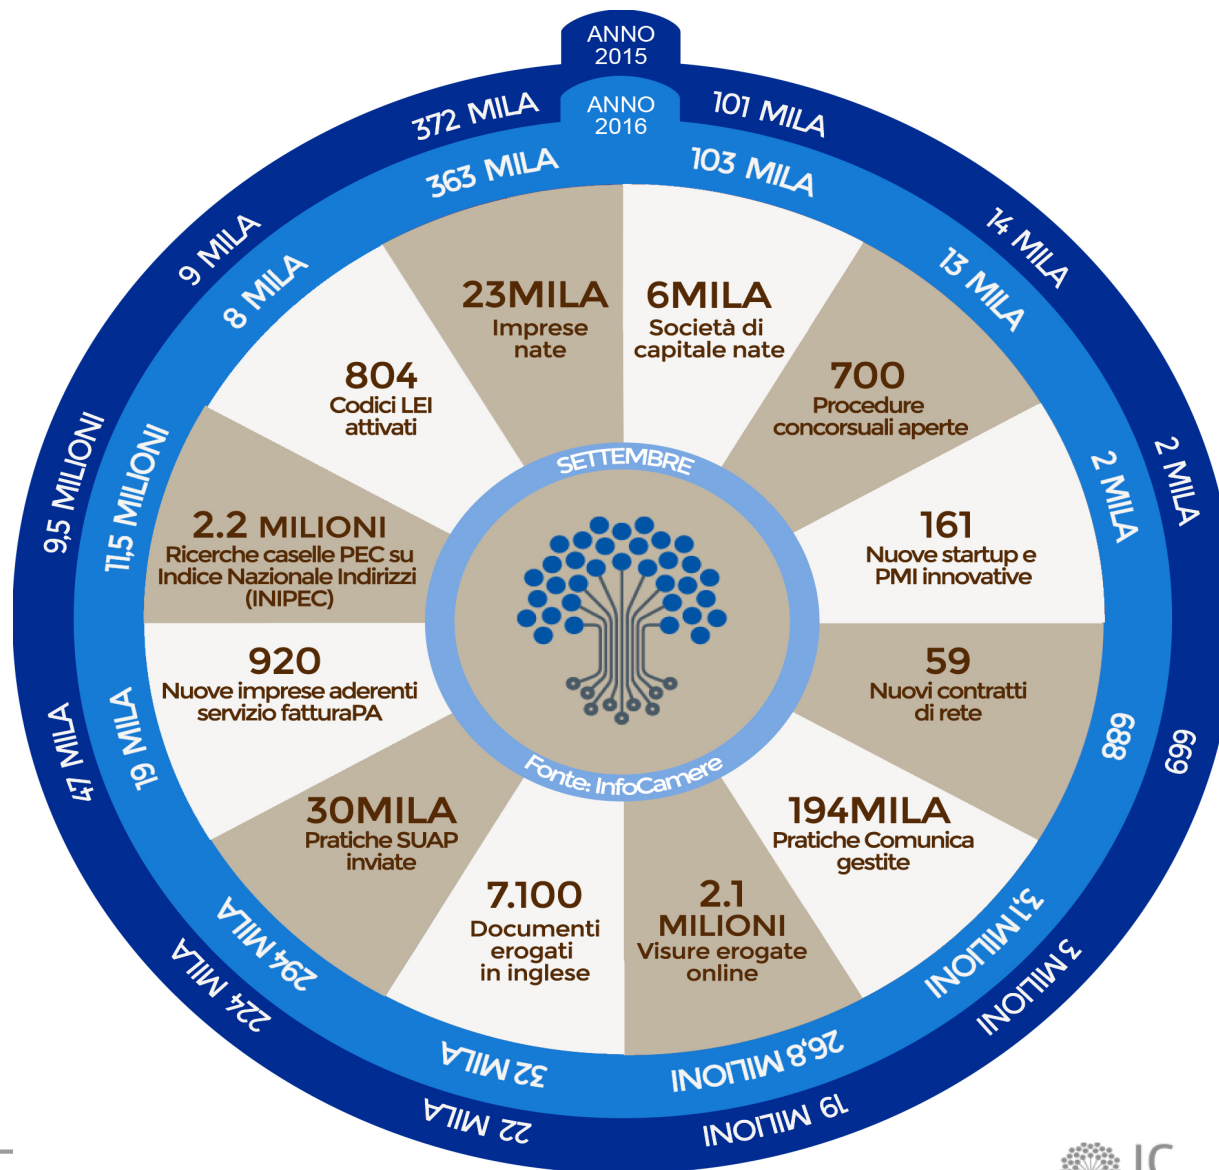 ANNO
2015
ANNO
2016
372 MILA
101 MILA
14 MILA
2 MILA
699
3 MILIONI
19 MILIONI
22 MILA
224 MILA
47 MILA
9,5 MILIONI
9 MILA
363 MILA
103 MILA
13 MILA
2 MILA
889
3,1 MILIONI
26,8 MILIONI
32 MILA
294 MILA
19 MILA
11,5 MILIONI
8 MILA
23MILA
Imprese
nate
6MILA
Società di
capitale nate
700
Procedure
concorsuali aperte
161
Nuove startup e
PMI innovative
59
Nuovi contratti
di rete
194MILA
Pratiche Comunica
gestite
2.1
MILIONI
Visure erogate
online
7.100
Documenti
erogati
in inglese
30MILA
Pratiche SUAP
inviate
920
Nuove imprese aderenti
servizio fatturaPA
2.2 MILIONI
Ricerche caselle PEC su
Indice Nazionale Indirizzi
(INIPEC)
804
Codici LEI
attivati
SETTEMBRE
Fonte: InfoCamere
IC